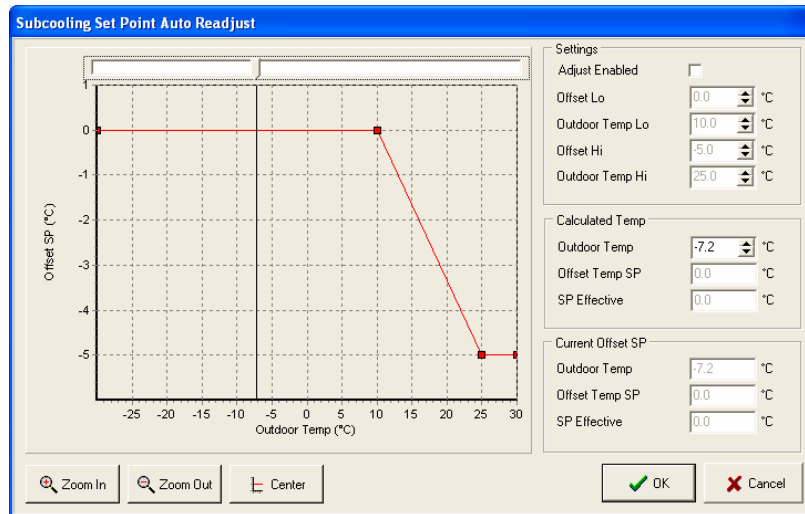 Subcooling Set Point Auto Readjust
1
0
-1
-2
-3
-4
-5
Offset SP (°C)
-25 -20 -15 -10 -5 0 5 10 15 20 25 30
Outdoor Temp (°C)
Settings
Adjust Enabled
Offset Lo 0.0 °C
Outdoor Temp Lo 10.0 °C
Offset Hi -5.0 °C
Outdoor Temp Hi 25.0 °C
Calculated Temp
Outdoor Temp -7.2 °C
Offset Temp SP 0.0 °C
SP Effective 0.0 °C
Current Offset SP
Outdoor Temp -7.2 °C
Offset Temp SP 0.0 °C
SP Effective 0.0 °C
Zoom In Zoom Out Center OK Cancel